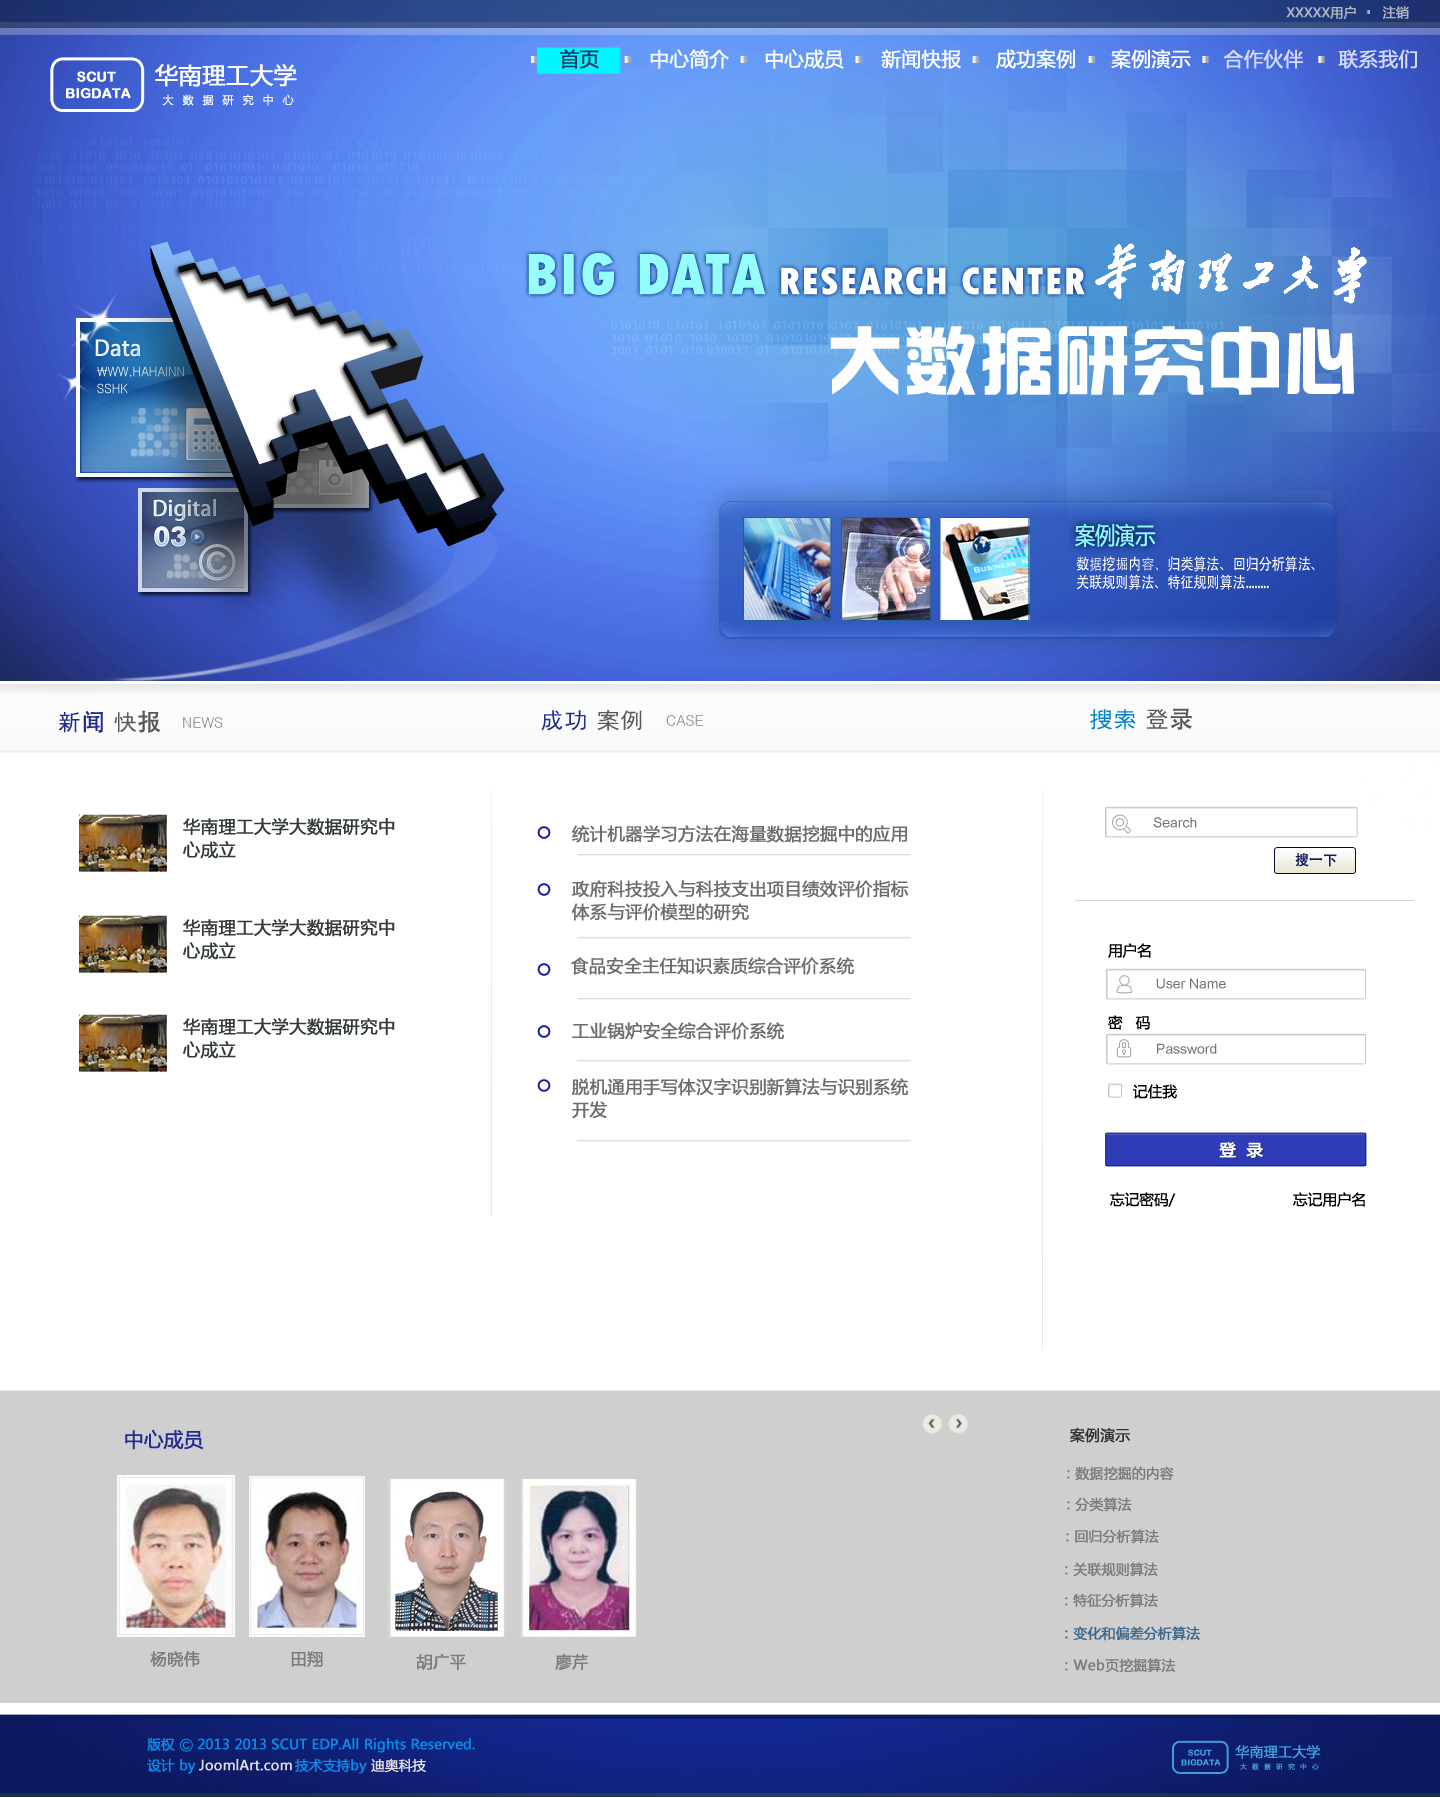 XXXXX用户 注销
SCUT
BIGDATA
华南理工大学
大数据研究中心
首页 中心简介 中心成员 新闻快报 成功案例 案例演示 合作伙伴 联系我们
BIG DATA RESEARCH CENTER 华南理工大学
大数据研究中心
Data
WWW.HAHAINN
SSHK
Digital
03
案例演示
数据挖掘内容、归类算法、回归分析算法、
关联规则算法、特征规则算法........
新闻 快报 NEWS
成功 案例 CASE
搜索 登录
华南理工大学大数据研究中
心成立
华南理工大学大数据研究中
心成立
华南理工大学大数据研究中
心成立
统计机器学习方法在海量数据挖掘中的应用
政府科技投入与科技支出项目绩效评价指标
体系与评价模型的研究
食品安全主任知识素质综合评价系统
工业锅炉安全综合评价系统
脱机通用手写体汉字识别新算法与识别系统
开发
Search
搜一下
用户名
User Name
密 码
Password
记住我
登 录
忘记密码/ 忘记用户名
中心成员
杨晓伟 田翔 胡广平 廖芹
案例演示
: 数据挖掘的内容
: 分类算法
: 回归分析算法
: 关联规则算法
: 特征分析算法
: 变化和偏差分析算法
: Web页挖掘算法
版权 © 2013 2013 SCUT EDP.All Rights Reserved.
设计 by JoomlArt.com 技术支持by 迪奥科技
SCUT
BIGDATA
华南理工大学
大数据研究中心